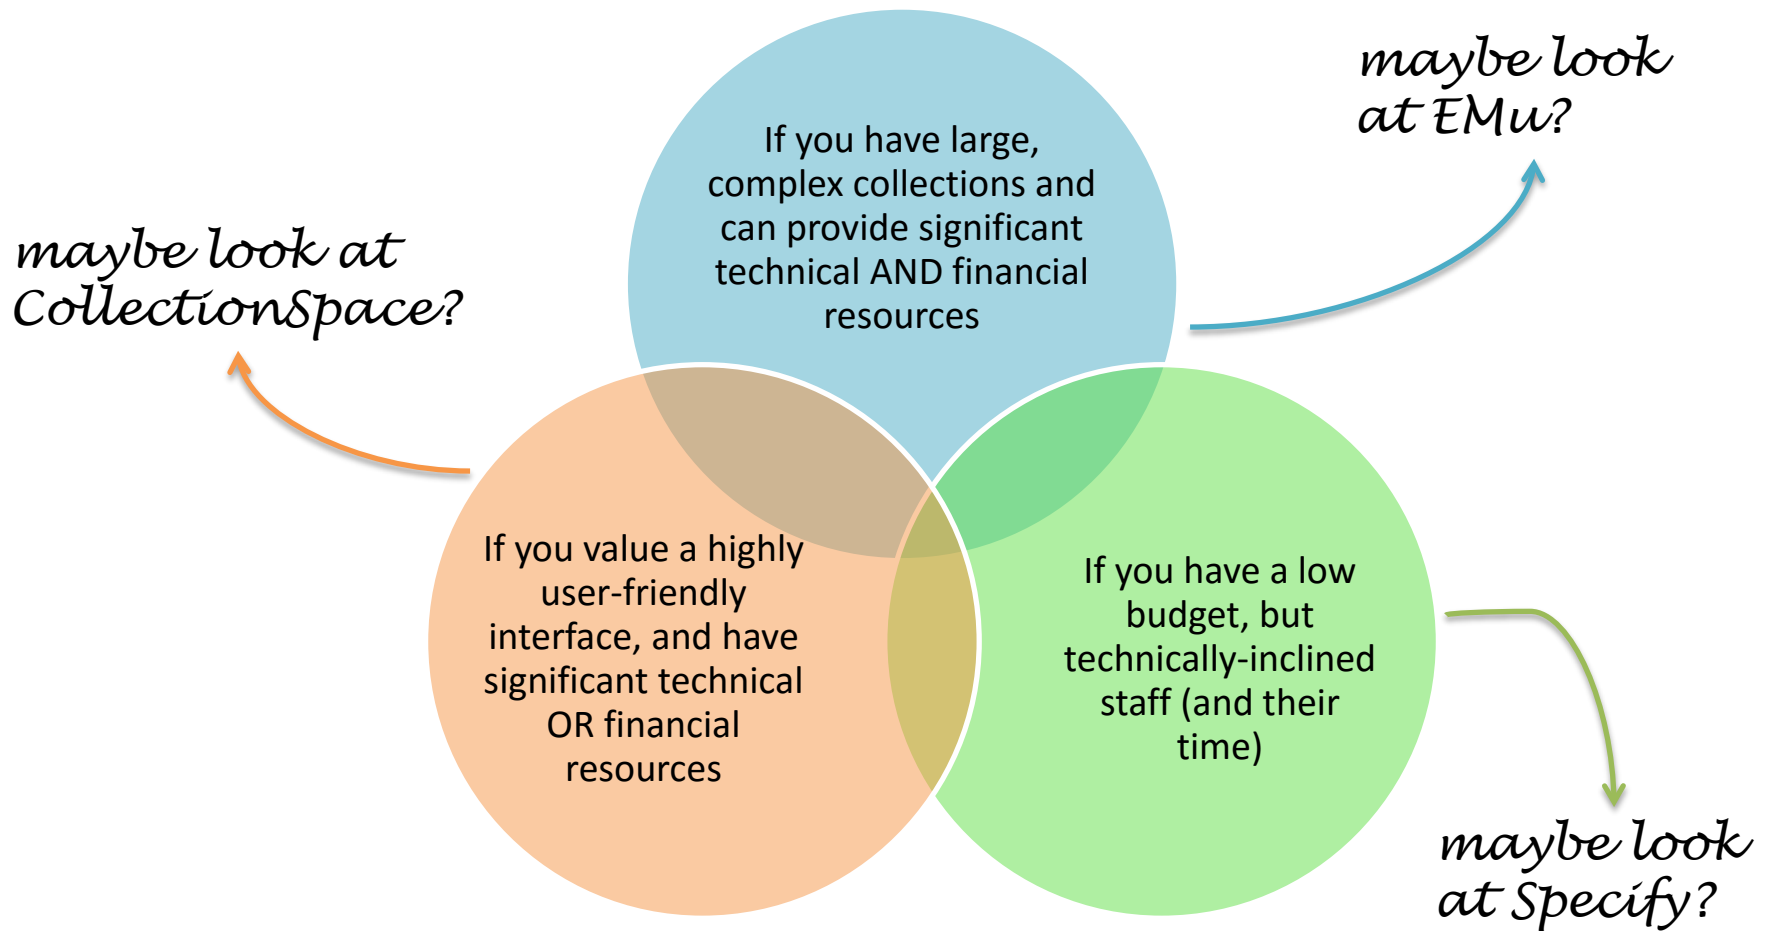 maybe look
at EMu?
If you have large,
complex collections and
can provide significant
technical AND financial
resources
maybe look at
CollectionSpace?
If you value a highly
user-friendly
interface, and have
significant technical
OR financial
resources
If you have a low
budget, but
technically-inclined
staff (and their
time)
maybe look
at Specify?